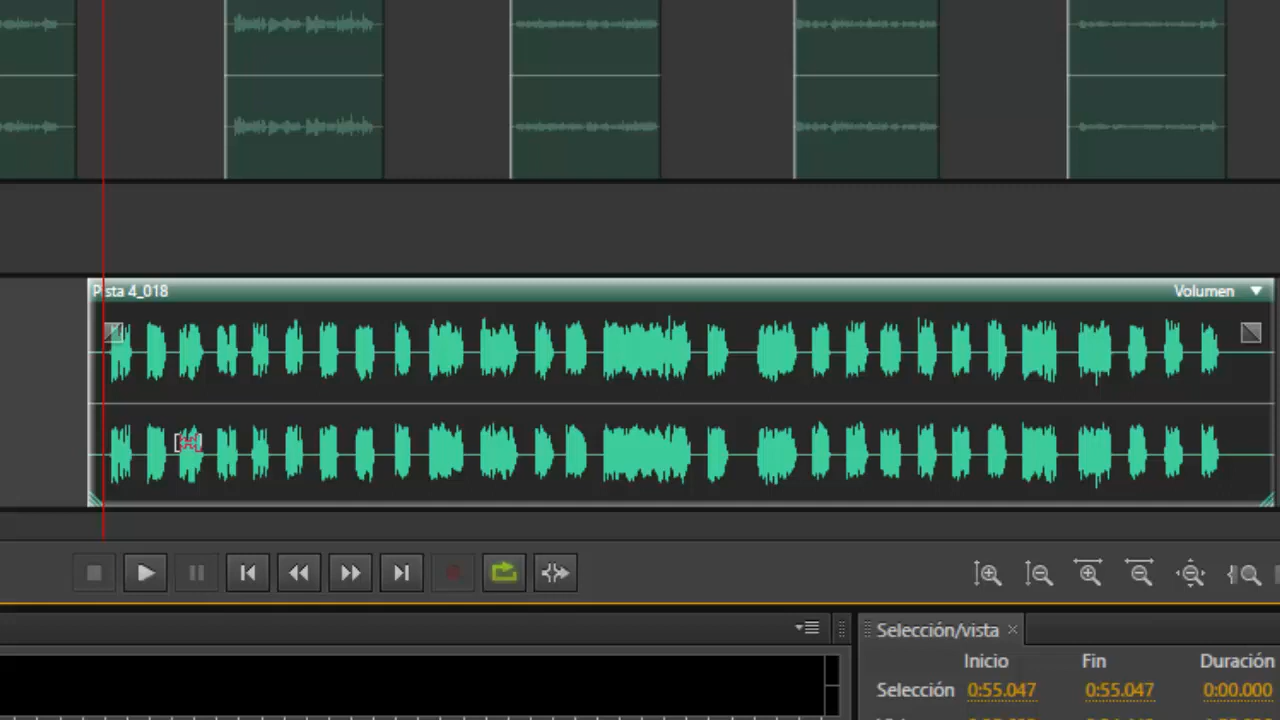 Pista 4_018 Volumen
Selección/vista
Inicio Fin Duración
Selección 0:55.047 0:55.047 0:00.000